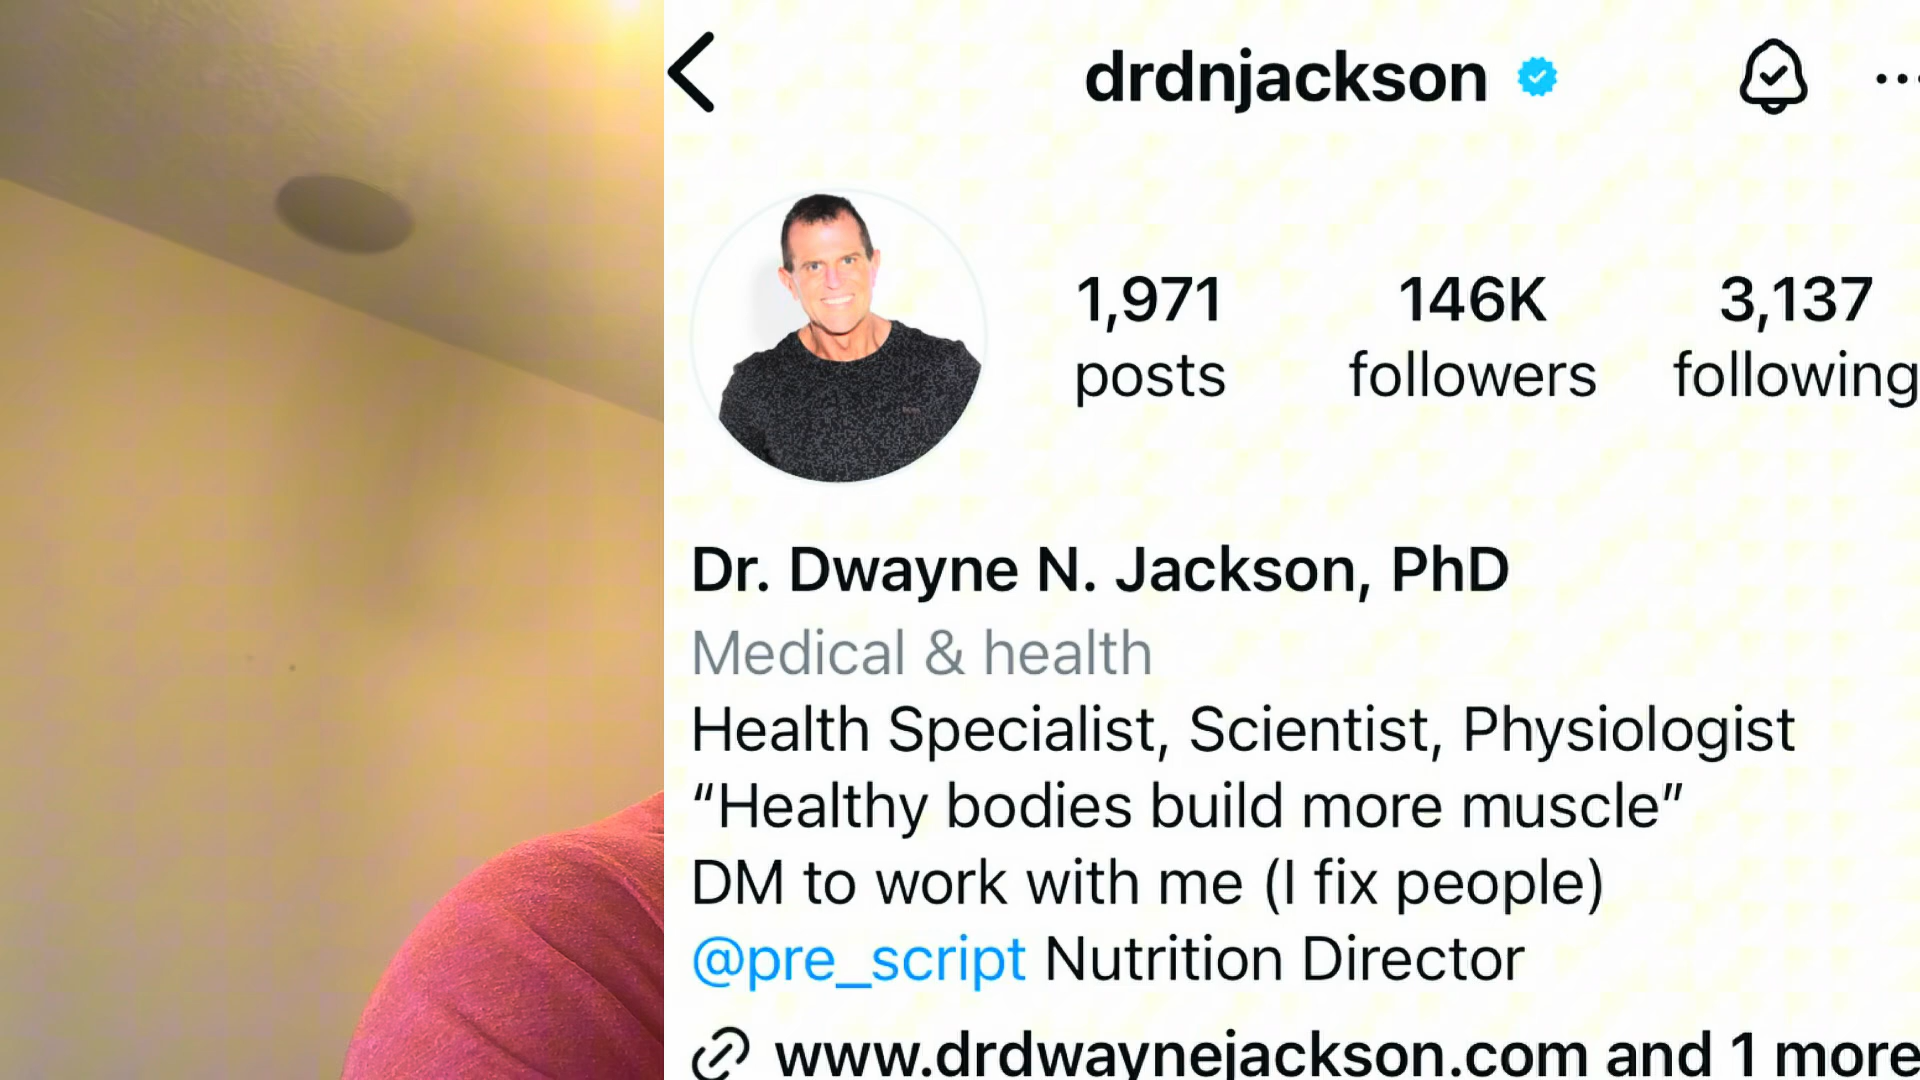 drdnjackson
1,971 146K 3,137
posts followers following
Dr. Dwayne N. Jackson, PhD
Medical & health
Health Specialist, Scientist, Physiologist
“Healthy bodies build more muscle”
DM to work with me (I fix people)
@pre_script Nutrition Director
www.drdwaynejackson.com and 1 more